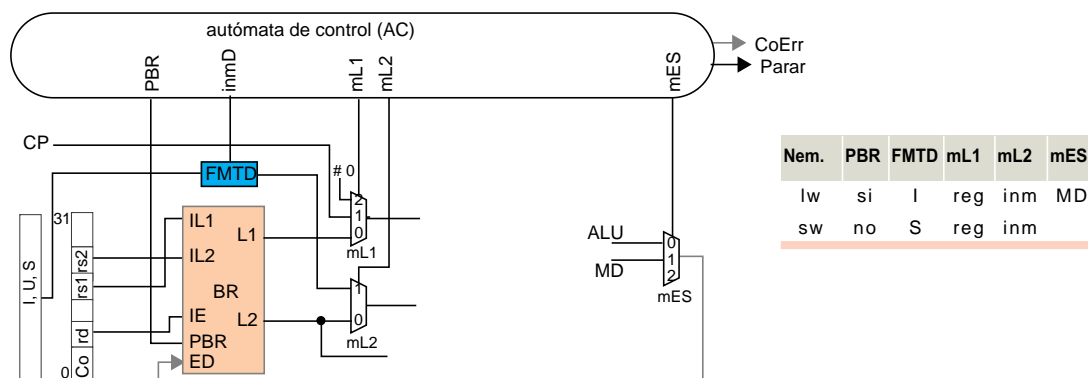 autómata de control (AC)
PBR
inmD
mL1
mL2
mES
CoErr
Parar
CP
FMTD
# 0
2
1
0
mL1
31
I, U, S
rs2
rs1
rd
Co
0
IL1
L1
IL2
BR
IE
L2
PBR
ED
1
0
mL2
ALU
MD
0
1
2
mES
Nem. PBR FMTD mL1 mL2 mES
lw si I reg inm MD
sw no S reg inm